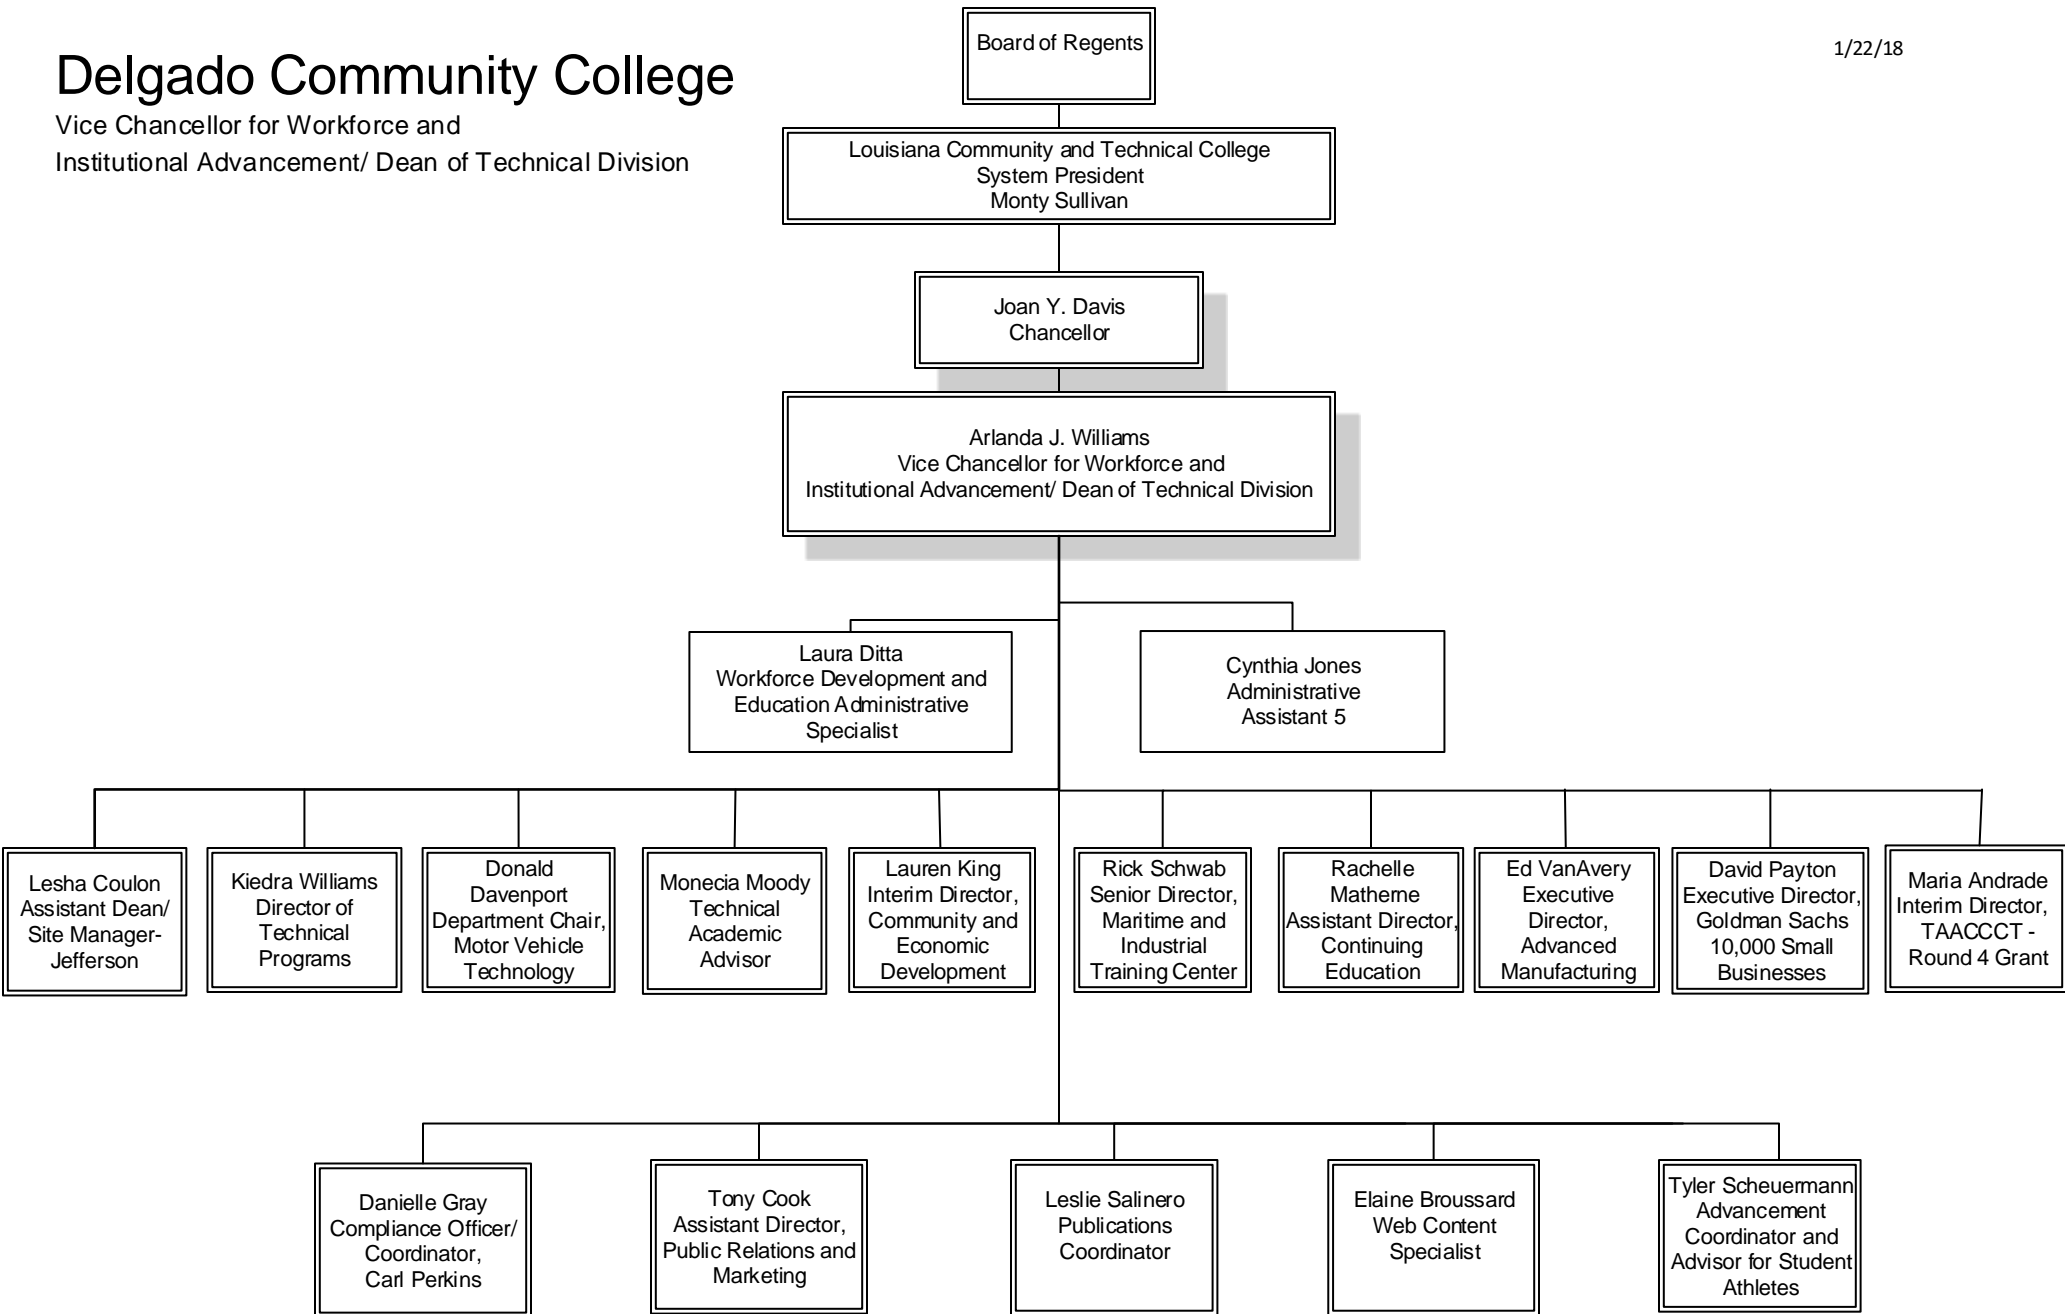 Delgado Community College
Vice Chancellor for Workforce and
Institutional Advancement/ Dean of Technical Division
1/22/18
Board of Regents
Louisiana Community and Technical College
System President
Monty Sullivan
Joan Y. Davis
Chancellor
Arlanda J. Williams
Vice Chancellor for Workforce and
Institutional Advancement/ Dean of Technical Division
Laura Ditta
Workforce Development and
Education Administrative
Specialist
Cynthia Jones
Administrative
Assistant 5
Lesha Coulon
Assistant Dean/
Site Manager-
Jefferson
Kiedra Williams
Director of
Technical
Programs
Donald
Davenport
Department Chair,
Motor Vehicle
Technology
Monecia Moody
Technical
Academic
Advisor
Lauren King
Interim Director,
Community and
Economic
Development
Rick Schwab
Senior Director,
Maritime and
Industrial
Training Center
Rachelle
Matherne
Assistant Director,
Continuing
Education
Ed VanAvery
Executive
Director,
Advanced
Manufacturing
David Payton
Executive Director,
Goldman Sachs
10,000 Small
Businesses
Maria Andrade
Interim Director,
TAACCCT -
Round 4 Grant
Danielle Gray
Compliance Officer/
Coordinator,
Carl Perkins
Tony Cook
Assistant Director,
Public Relations and
Marketing
Leslie Salinero
Publications
Coordinator
Elaine Broussard
Web Content
Specialist
Tyler Scheuermann
Advancement
Coordinator and
Advisor for Student
Athletes